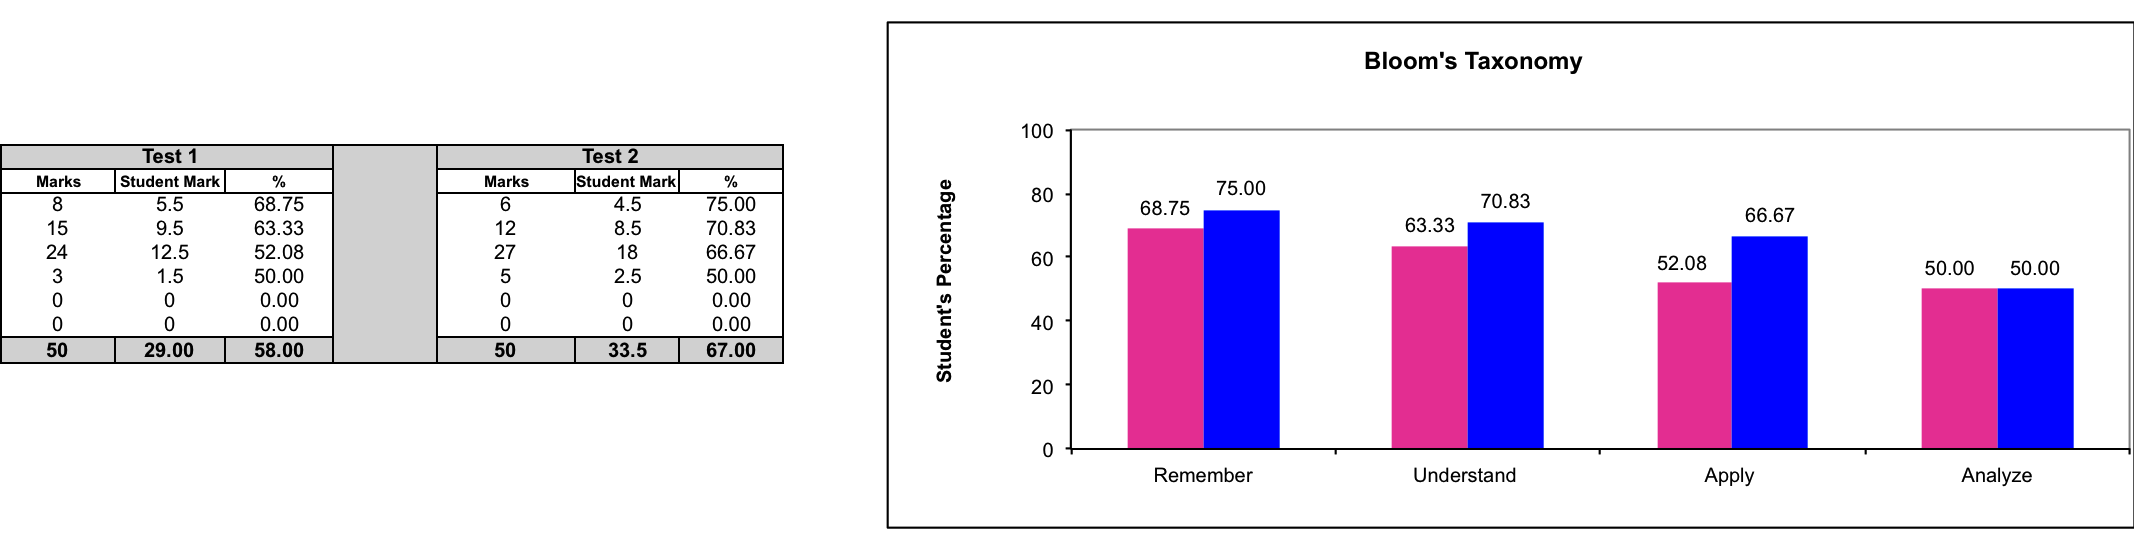 Test 1 Test 2
Marks Student Mark % Marks Student Mark %
8 5.5 68.75 6 4.5 75.00
15 9.5 63.33 12 8.5 70.83
24 12.5 52.08 27 18 66.67
3 1.5 50.00 5 2.5 50.00
0 0 0.00 0 0 0.00
0 0 0.00 0 0 0.00
50 29.00 58.00 50 33.5 67.00
Bloom's Taxonomy
Student's Percentage
100
80
60
40
20
0
68.75 75.00 63.33 70.83 52.08 66.67 50.00 50.00
Remember Understand Apply Analyze